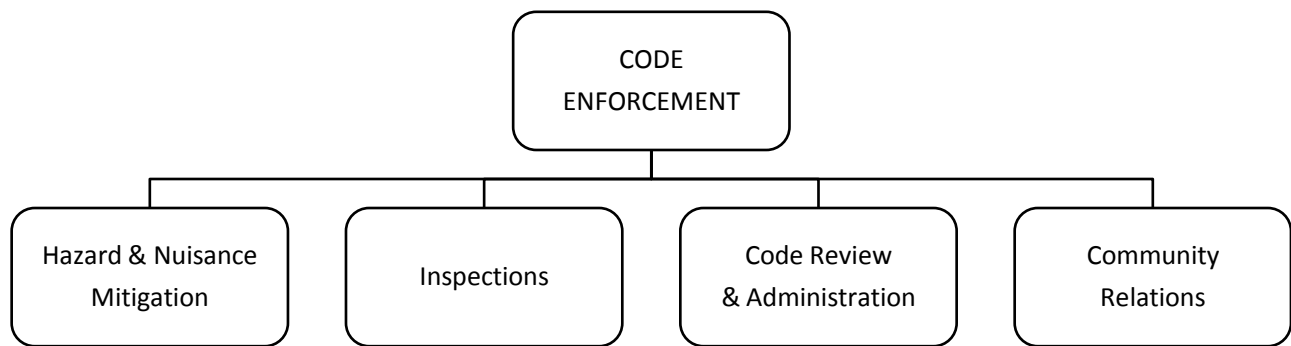 CODE
ENFORCEMENT
Hazard & Nuisance
Mitigation
Inspections
Code Review
& Administration
Community
Relations